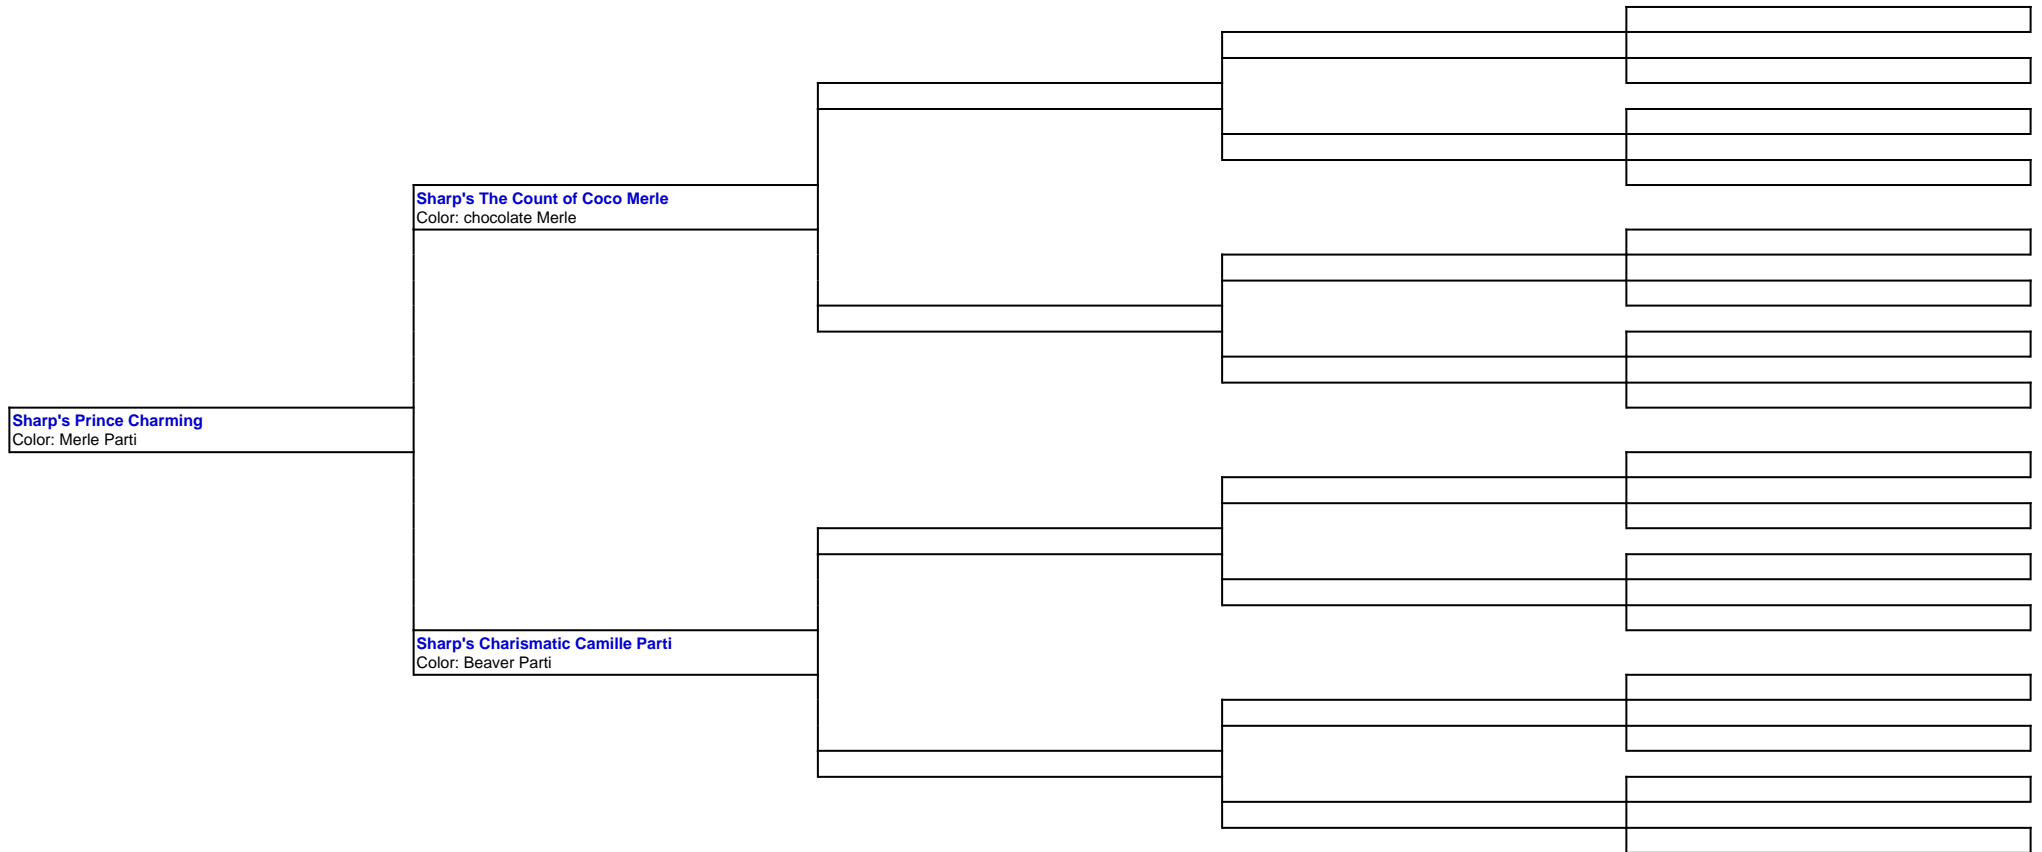 Sharp's The Count of Coco Merle
Color: chocolate Merle
Sharp's Prince Charming
Color: Merle Parti
Sharp's Charismatic Camille Parti
Color: Beaver Parti